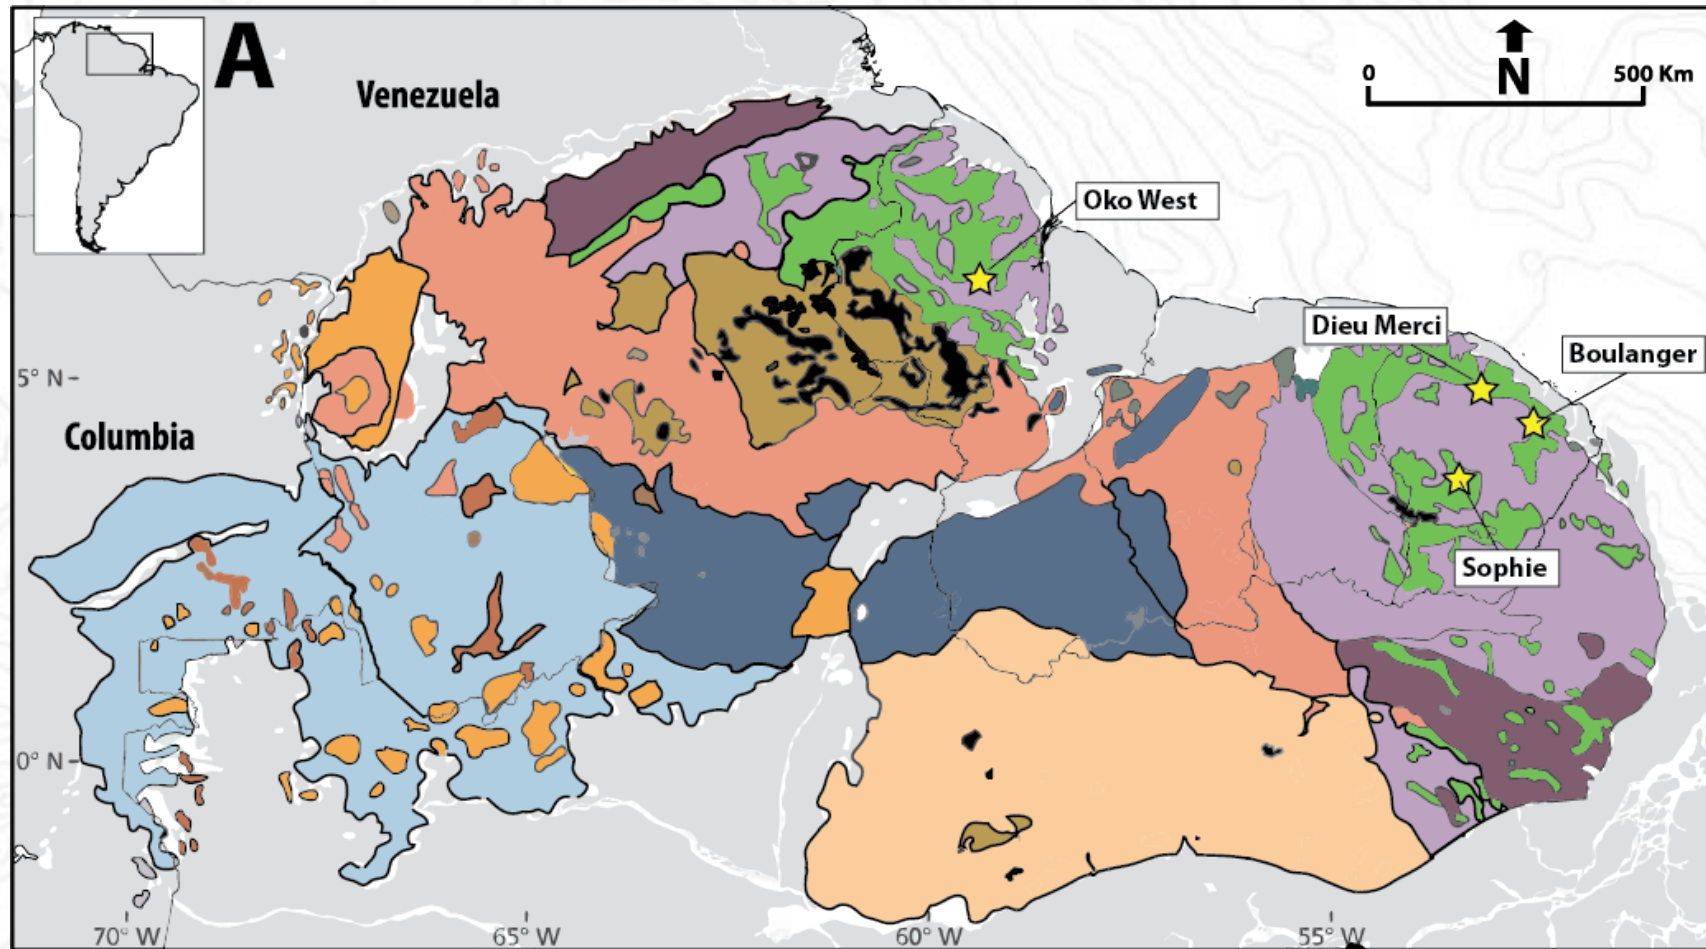 A
Venezuela
N
0
500 Km
Oko West
Dieu Merci
Boulanger
5° N
Columbia
Sophie
0° N
70° W
65° W
60° W
55° W